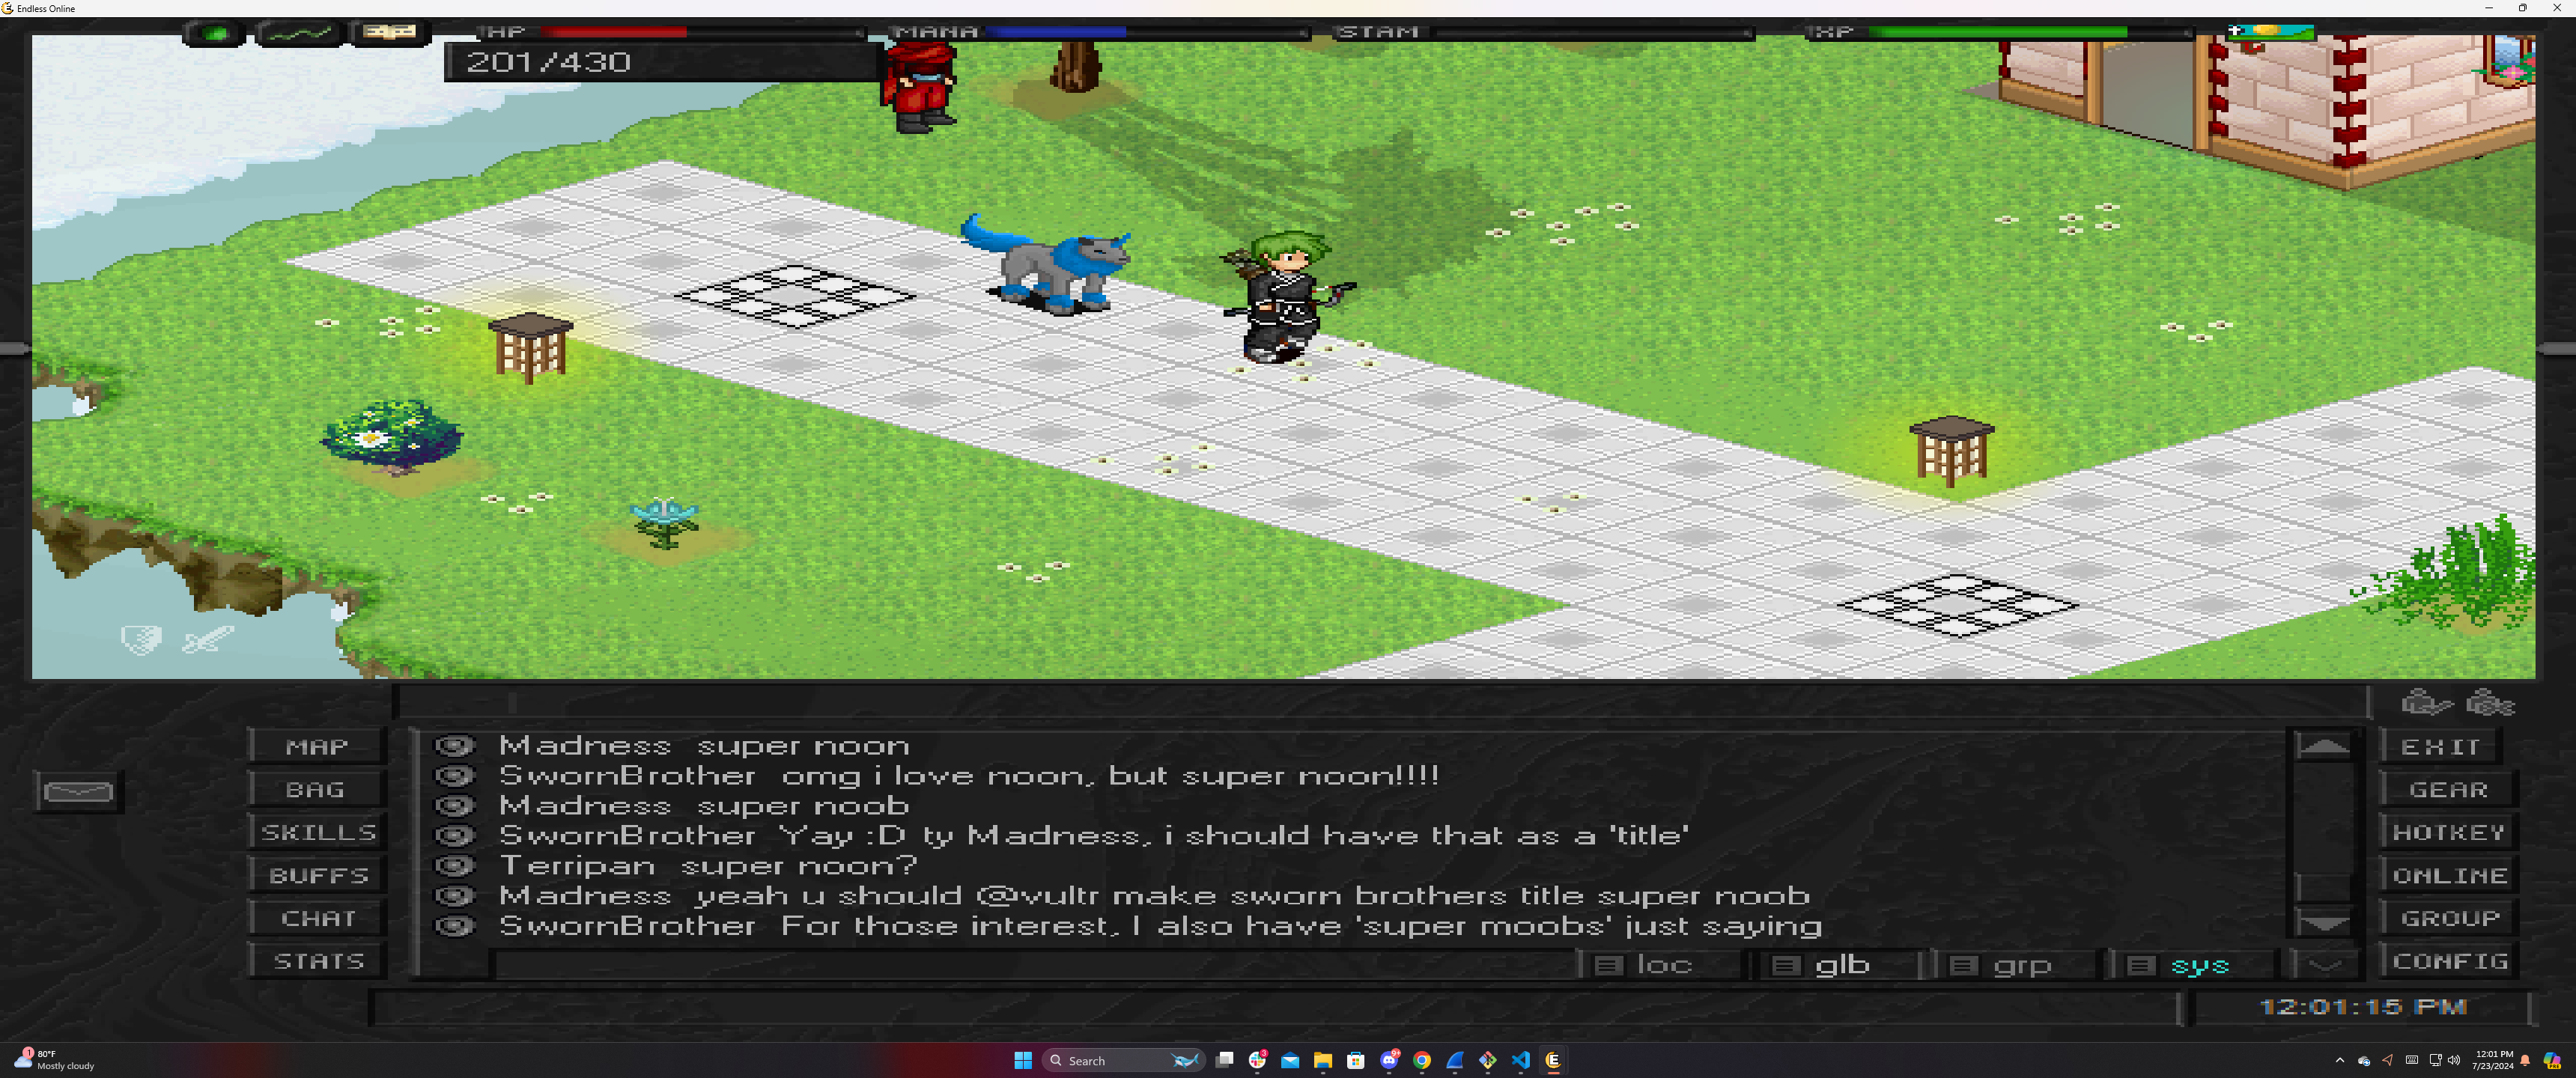 Endless Online
HP
MANA
STAM
XP
201/430
MAP
BAG
SKILLS
BUFFS
CHAT
STATS
Madness super noon
SwornBrother omg i love noon, but super noon!!!!
Madness super noob
SwornBrother Yay :D ty Madness, i should have that as a 'title'
Terripan super noon?
Madness yeah u should @vultr make sworn brothers title super noob
SwornBrother For those interest, I also have 'super moobs' just saying
loc
glb
grp
sys
EXIT
GEAR
HOTKEY
ONLINE
GROUP
CONFIG
12:01:15 PM
1
80°F
Mostly cloudy
Search
3
9+
12:01 PM
7/23/2024